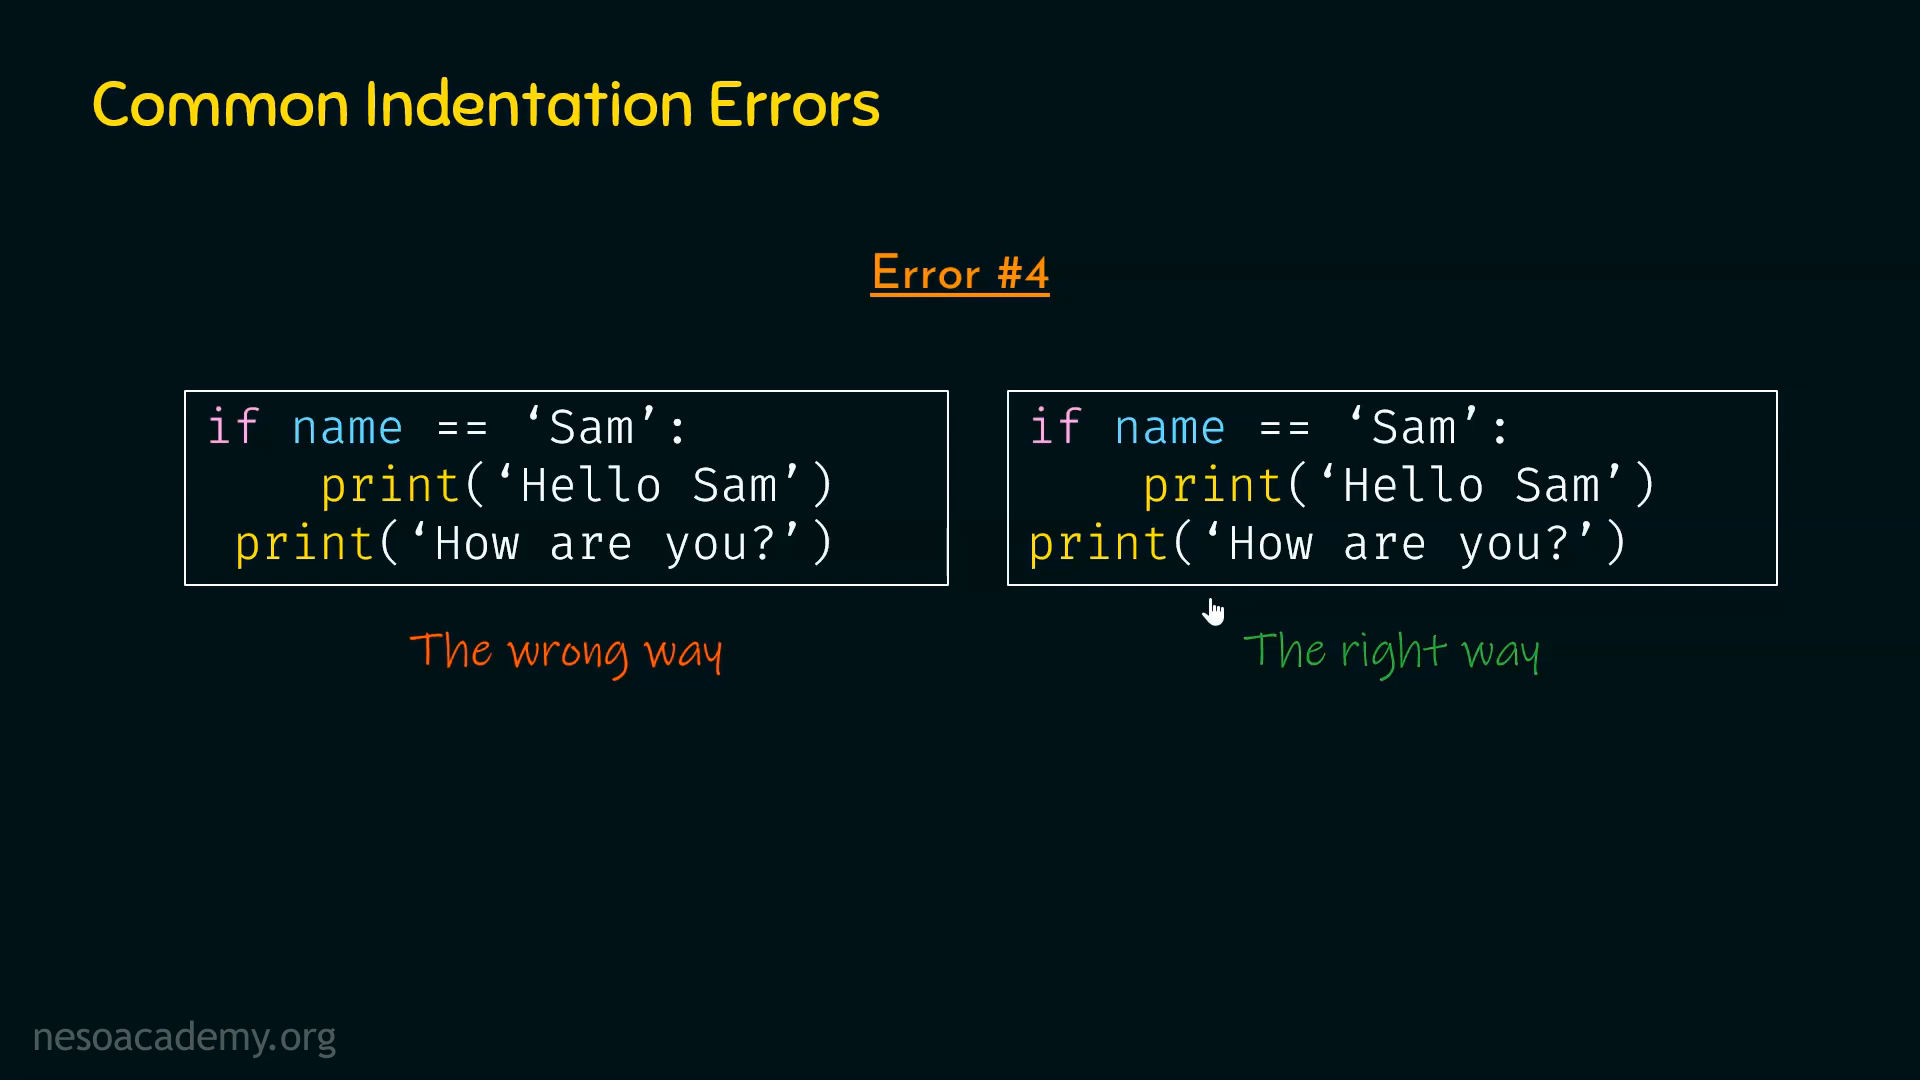 Common Indentation Errors
Error #4
if name == ‘Sam’:
    print(‘Hello Sam’)
 print(‘How are you?’)
The wrong way
if name == ‘Sam’:
    print(‘Hello Sam’)
print(‘How are you?’)
The right way
nesoacademy.org